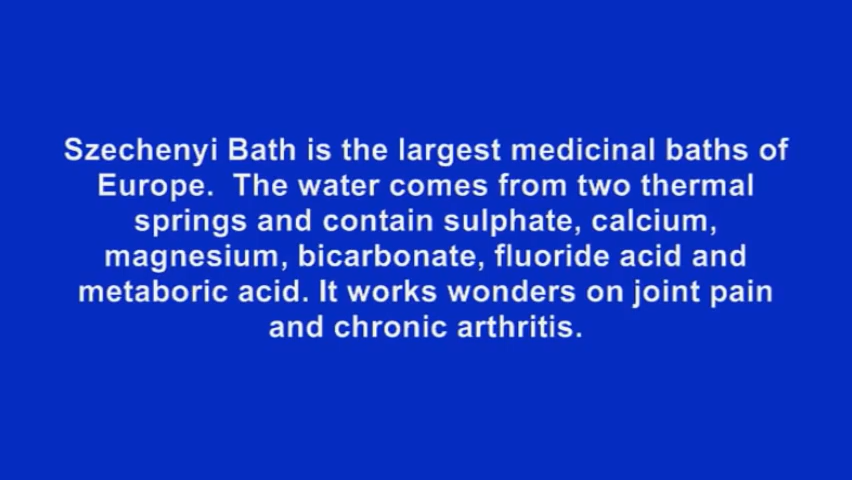 Szechenyi Bath is the largest medicinal baths of
Europe.  The water comes from two thermal
springs and contain sulphate, calcium,
magnesium, bicarbonate, fluoride acid and
metaboric acid. It works wonders on joint pain
and chronic arthritis.